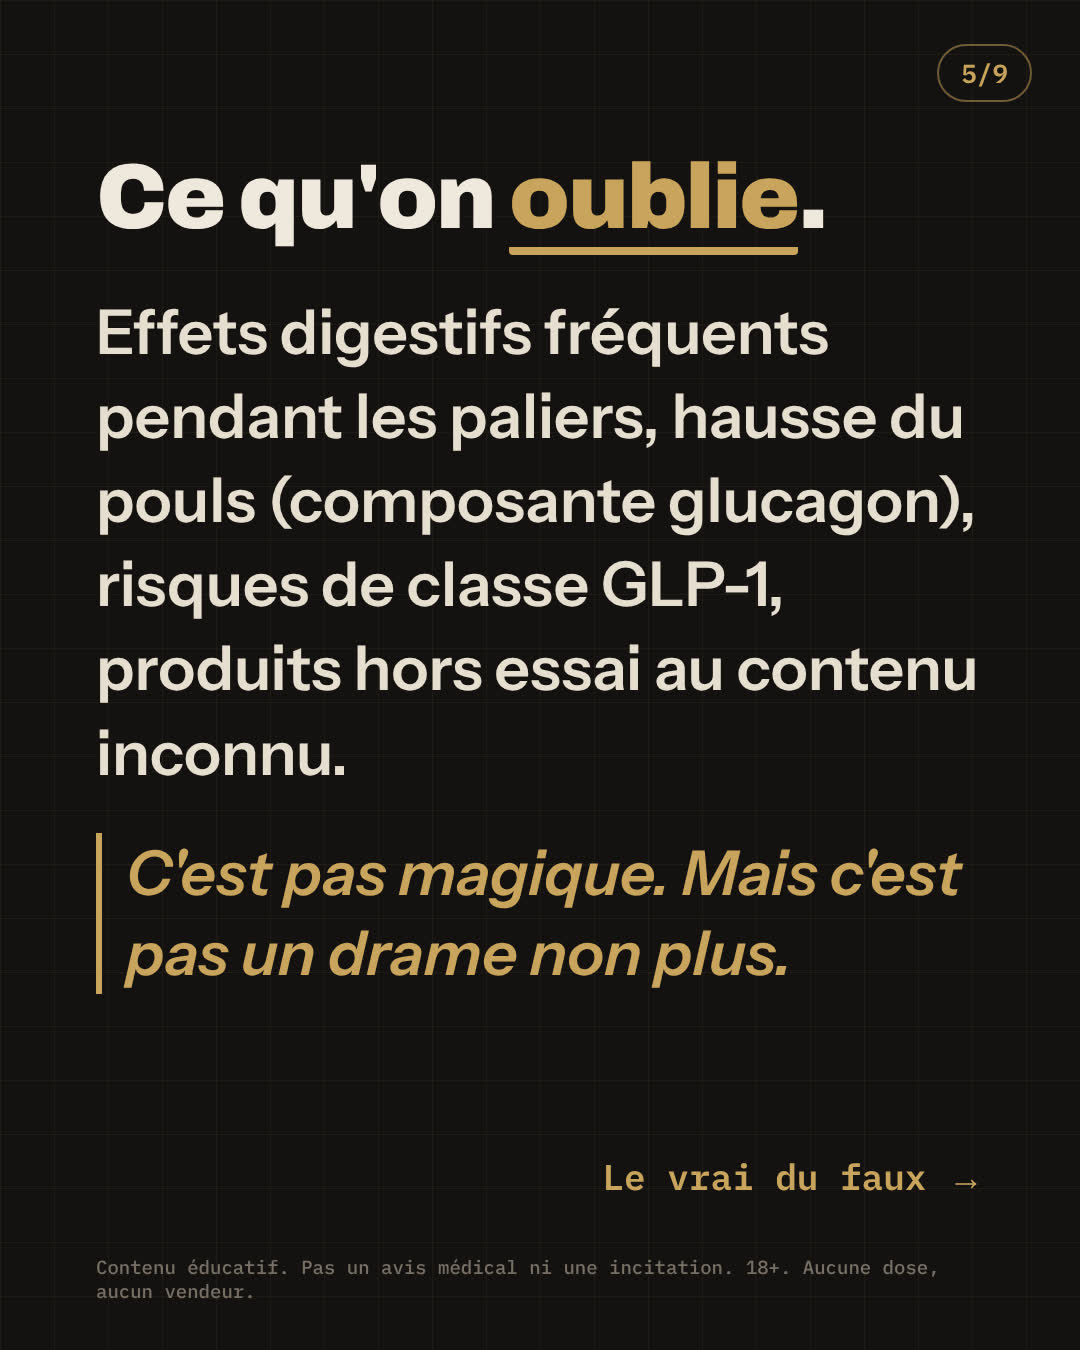 5/9
Ce qu'on oublie.
Effets digestifs fréquents
pendant les paliers, hausse du
pouls (composante glucagon),
risques de classe GLP-1,
produits hors essai au contenu
inconnu.
C'est pas magique. Mais c'est
pas un drame non plus.
Le vrai du faux →
Contenu éducatif. Pas un avis médical ni une incitation. 18+. Aucune dose,
aucun vendeur.